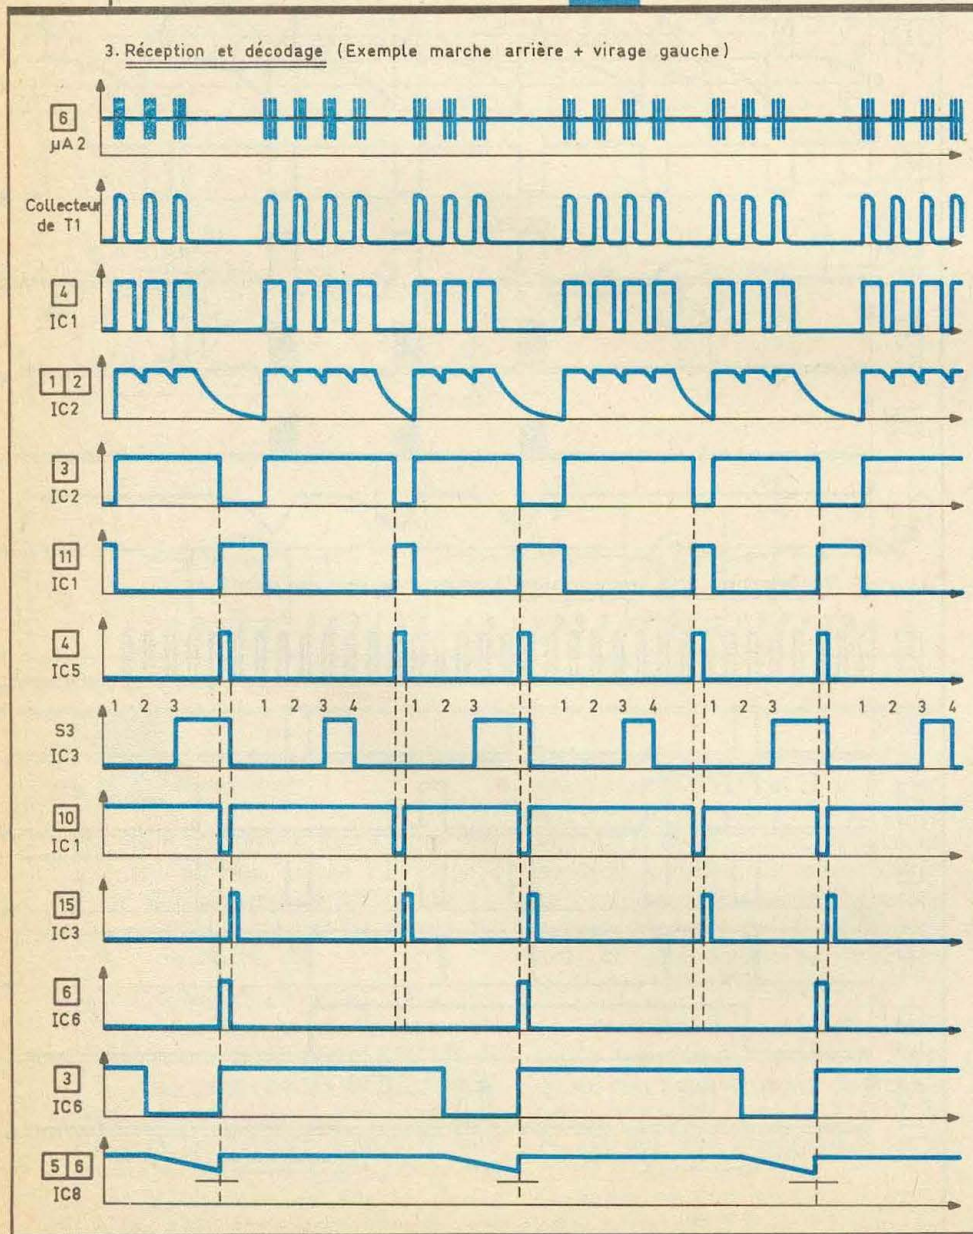 3. Réception et décodage (Exemple marche arrière + virage gauche)
6
µA2
Collecteur
de T1
4
IC1
1 2
IC2
3
IC2
11
IC1
4
IC5
1 2 3 1 2 3 4 1 2 3 1 2 3 4 1 2 3 1 2 3 4
S3
IC3
10
IC1
15
IC3
6
IC6
3
IC6
5 6
IC8